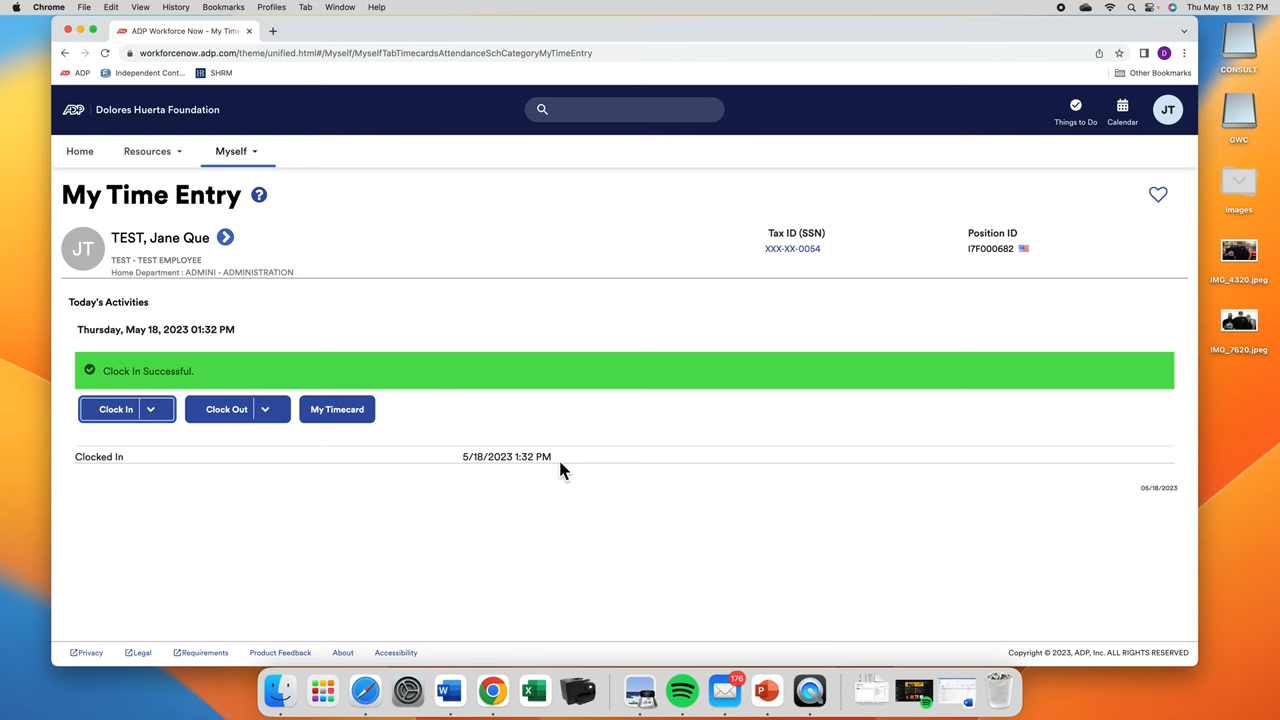 Chrome File Edit View History Bookmarks Profiles Tab Window Help Thu May 18 1:32 PM
ADP Workforce Now - My Time
workforcenow.adp.com/theme/unified.html#/Myself/MyselfTabTimecardsAttendanceSchCategoryMyTimeEntry
ADP Independent Cont... SHRM Other Bookmarks
CONSULT
GWC
Images
IMG_4320.jpeg
IMG_7620.jpeg
ADP Dolores Huerta Foundation
Things to Do Calendar JT
Home Resources Myself
My Time Entry ?
JT TEST, Jane Que
TEST - TEST EMPLOYEE
Home Department : ADMINI - ADMINISTRATION
Tax ID (SSN) Position ID
XXX-XX-0054 I7F000682
Today's Activities
Thursday, May 18, 2023 01:32 PM
Clock In Successful.
Clock In Clock Out My Timecard
Clocked In 5/18/2023 1:32 PM
05/18/2023
Privacy Legal Requirements Product Feedback About Accessibility Copyright © 2023, ADP, Inc. ALL RIGHTS RESERVED
176